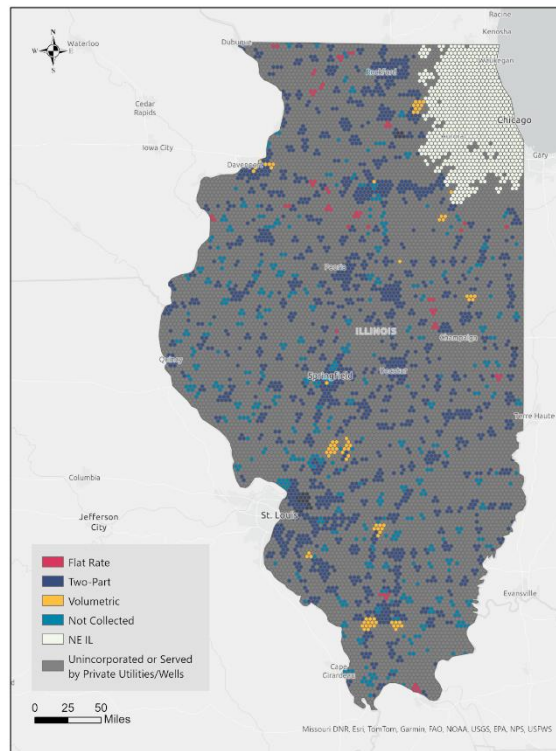 Racine
Kenosha
N
W E
S
Waterloo
Dubuque
Rockford
Waukegan
Cedar
Rapids
Chicago
Aurora
Iowa City
Gary
Davenport
Peoria
ILLINOIS
Champaign
Quincy
Springfield
Decatur
Terre Haute
Columbia
Jefferson
City
St. Louis
Flat Rate
Two-Part
Volumetric
Not Collected
NE IL
Unincorporated or Served
by Private Utilities/Wells
Evansville
Cape
Girardeau
0 25 50
Miles
Missouri DNR, Esri, TomTom, Garmin, FAO, NOAA, USGS, EPA, NPS, USFWS